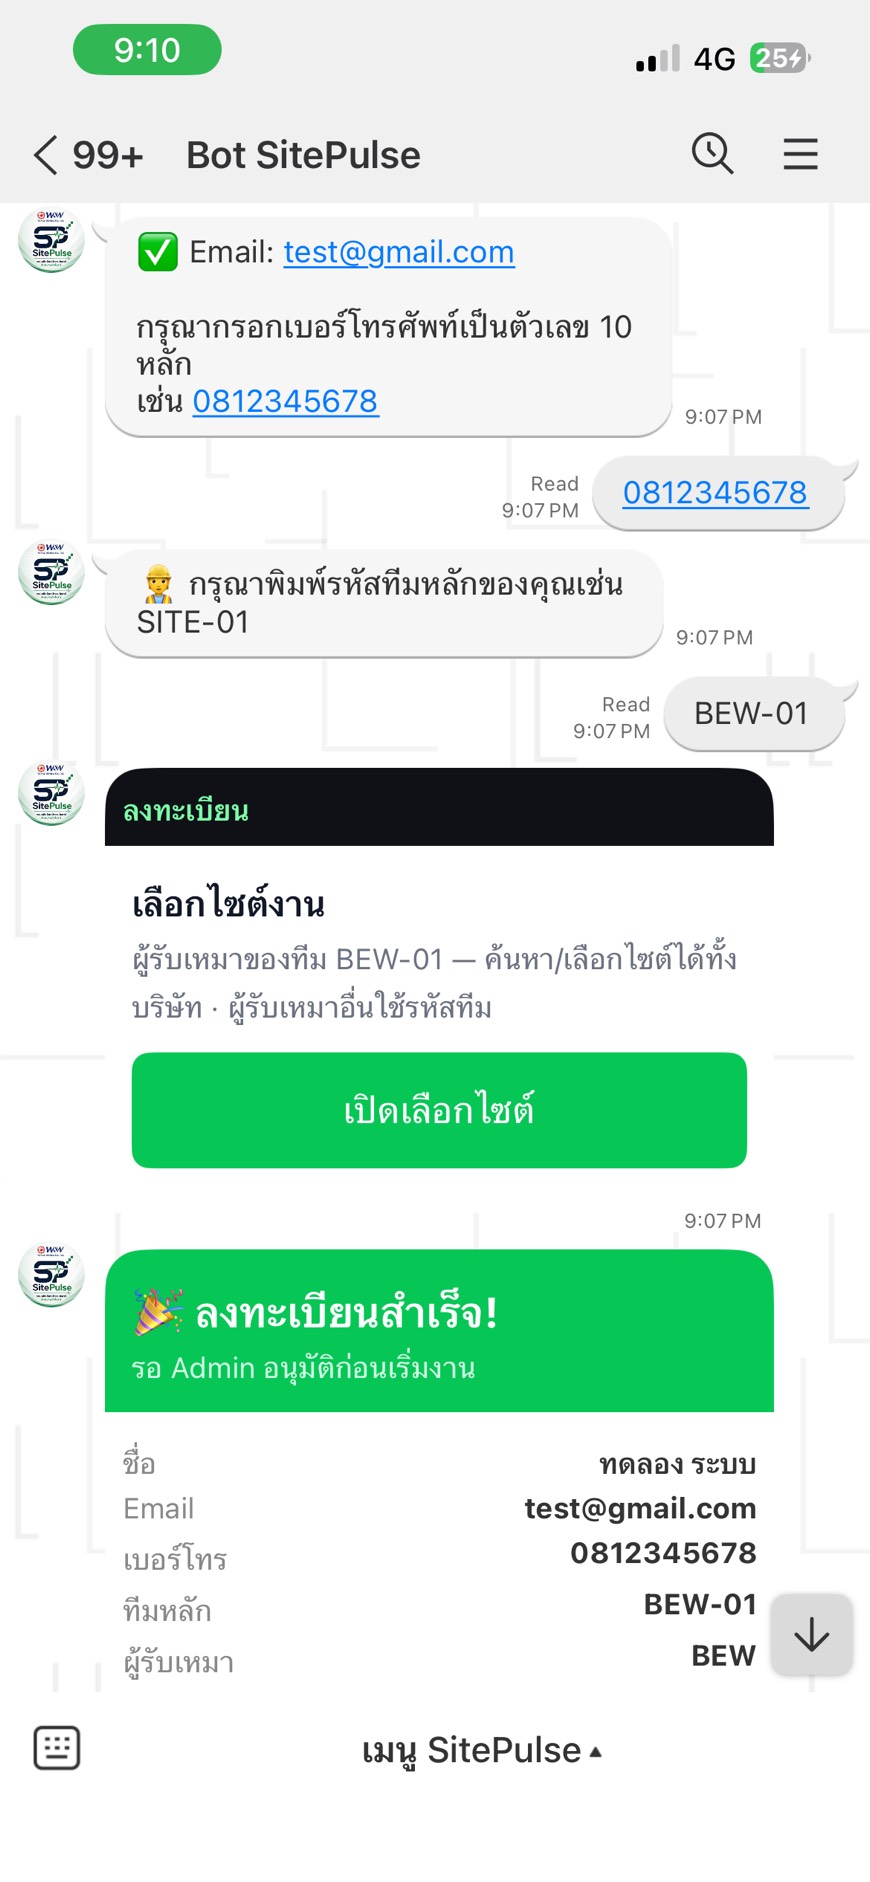 9:10
4G 25
99+ Bot SitePulse
✅ Email: test@gmail.com
กรุณากรอกเบอร์โทรศัพท์เป็นตัวเลข 10
หลัก
เช่น 0812345678
9:07 PM
Read
9:07 PM
0812345678
👷 กรุณาพิมพ์รหัสทีมหลักของคุณเช่น
SITE-01
9:07 PM
Read
9:07 PM
BEW-01
ลงทะเบียน
เลือกไซต์งาน
ผู้รับเหมาของทีม BEW-01 — ค้นหา/เลือกไซต์ได้ทั้ง
บริษัท · ผู้รับเหมาอื่นใช้รหัสทีม
เปิดเลือกไซต์
9:07 PM
🎉 ลงทะเบียนสำเร็จ!
รอ Admin อนุมัติก่อนเริ่มงาน
ชื่อ ทดลอง ระบบ
Email test@gmail.com
เบอร์โทร 0812345678
ทีมหลัก BEW-01
ผู้รับเหมา BEW
เมนู SitePulse ▴